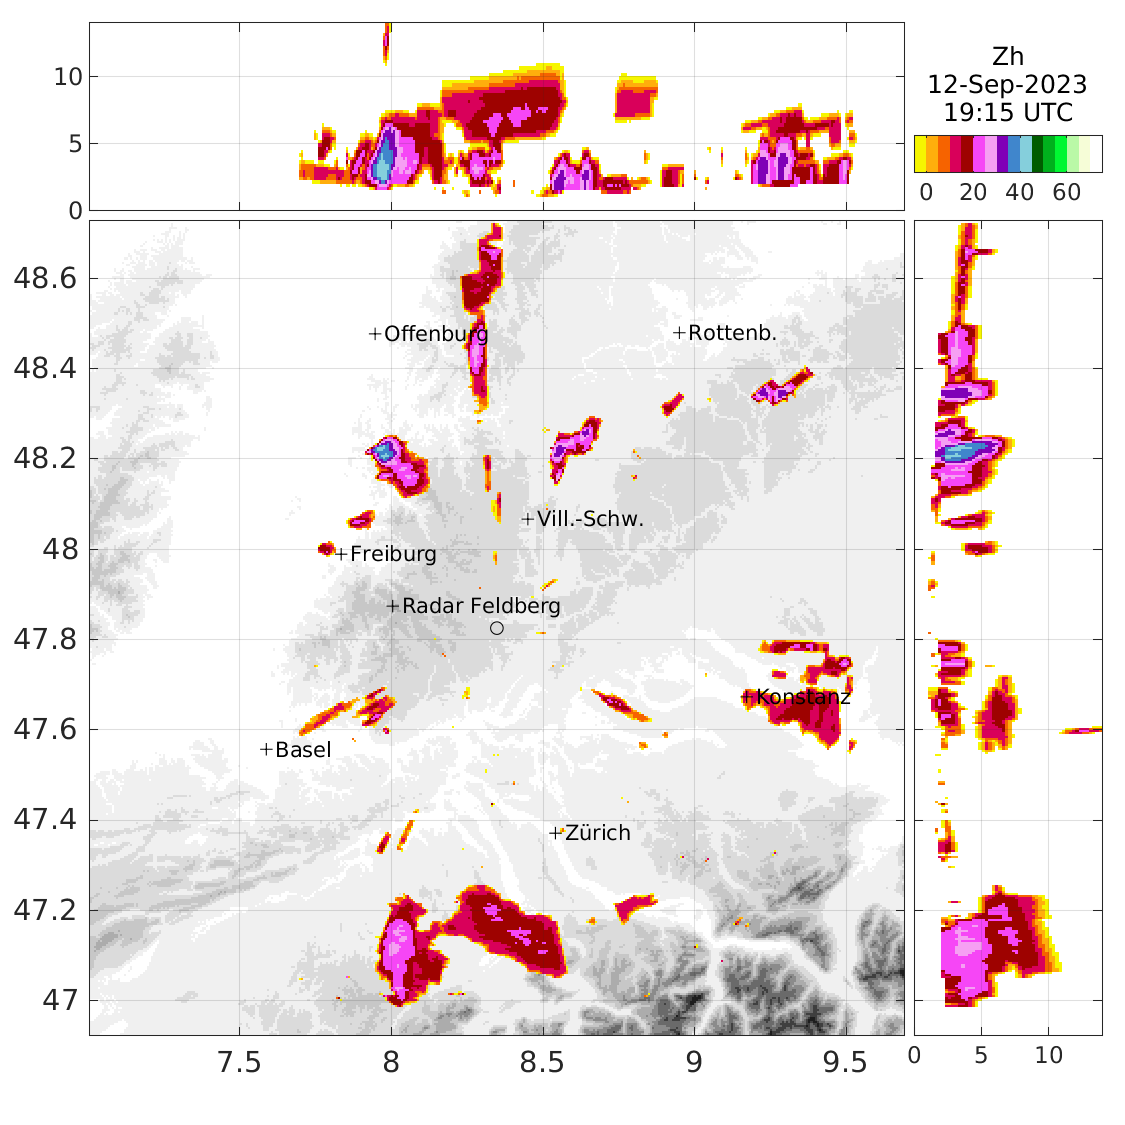 Zh
12-Sep-2023
19:15 UTC
10
5
0
0 20 40 60
48.6
+Offenburg +Rottenb.
48.4
48.2
+Vill.-Schw.
48
+Freiburg
+Radar Feldberg
47.8
+Konstanz
47.6
+Basel
47.4
+Zürich
47.2
47
7.5 8 8.5 9 9.5
0 5 10